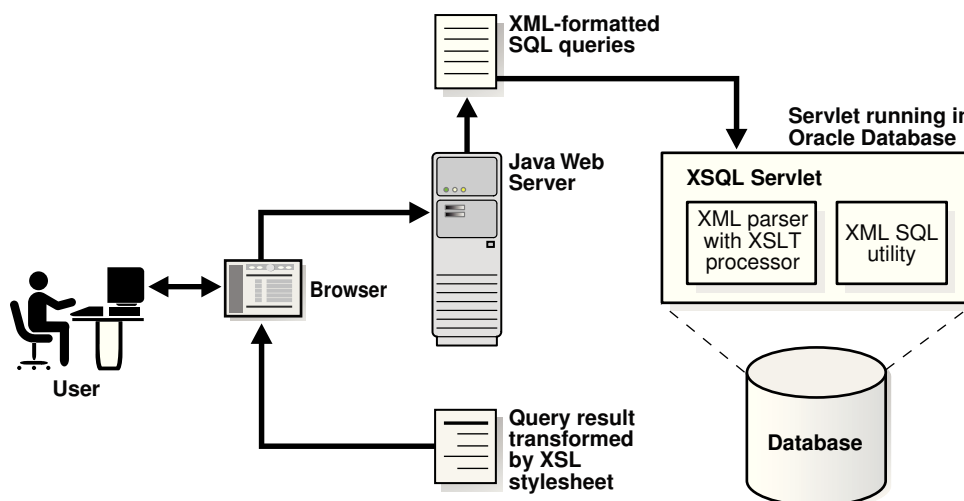 XML-formatted
SQL queries
Servlet running in
Oracle Database
Java Web
Server
XSQL Servlet
XML parser
with XSLT
processor
XML SQL
utility
Browser
User
Query result
transformed
by XSL
stylesheet
Database